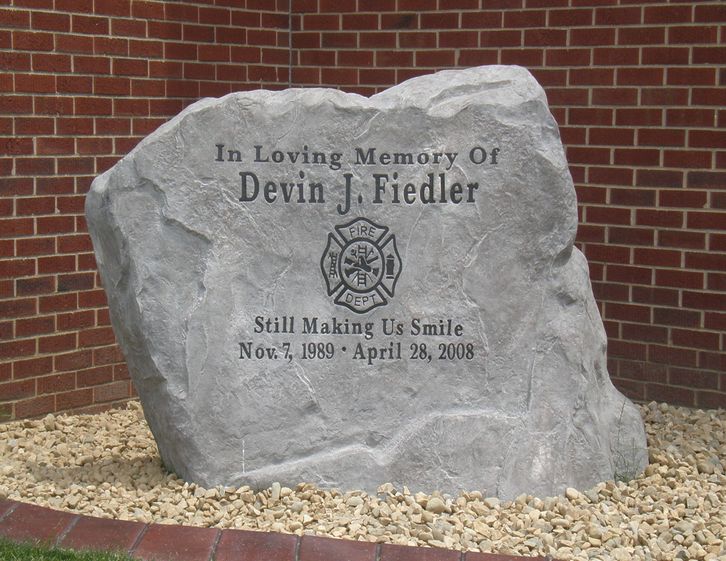 In Loving Memory Of
Devin J. Fiedler
FIRE
DEPT
Still Making Us Smile
Nov. 7, 1989 · April 28, 2008